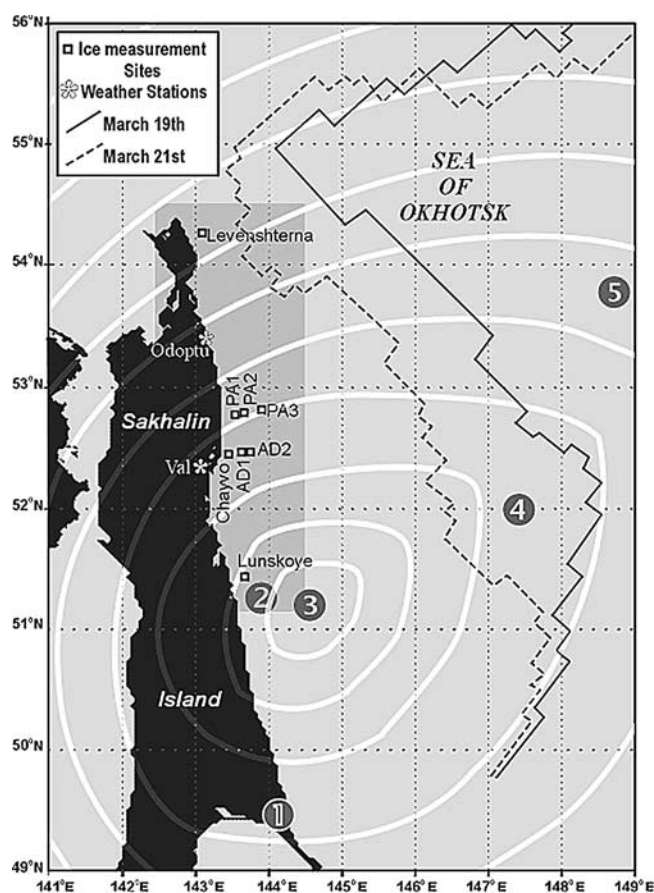 56°N
55°N
54°N
53°N
52°N
51°N
50°N
49°N
Ice measurement
Sites
Weather Stations
March 19th
March 21st
SEA
OF
OKHOTSK
Levenshterna
5
Odoptu
PA1
PA2
PA3
Sakhalin
Val
Chayvo
AD1
AD2
4
Lunskoye
2
3
Island
1
141°E
142°E
143°E
144°E
145°E
146°E
147°E
148°E
149°E